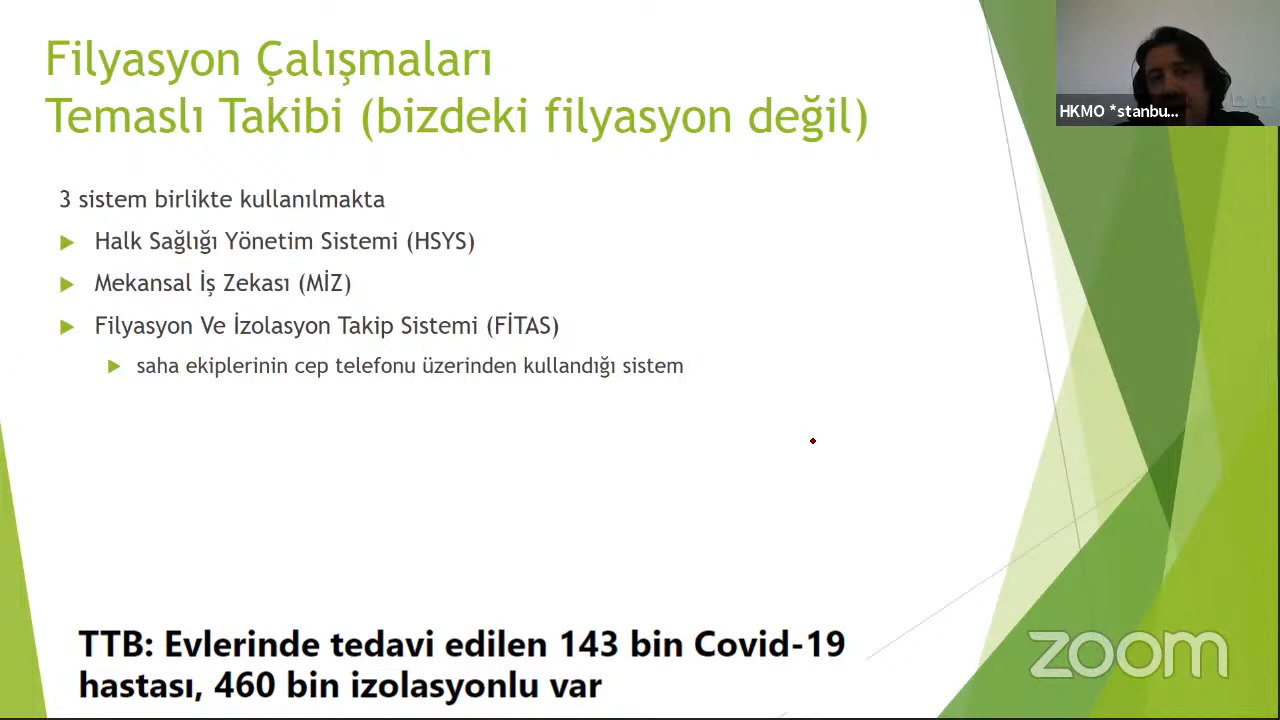 Filyasyon Çalışmaları
Temaslı Takibi (bizdeki filyasyon değil)
HKMO *stanbu...
3 sistem birlikte kullanılmakta
Halk Sağlığı Yönetim Sistemi (HSYS)
Mekansal İş Zekası (MİZ)
Filyasyon Ve İzolasyon Takip Sistemi (FİTAS)
saha ekiplerinin cep telefonu üzerinden kullandığı sistem
TTB: Evlerinde tedavi edilen 143 bin Covid-19
hastası, 460 bin izolasyonlu var
zoom